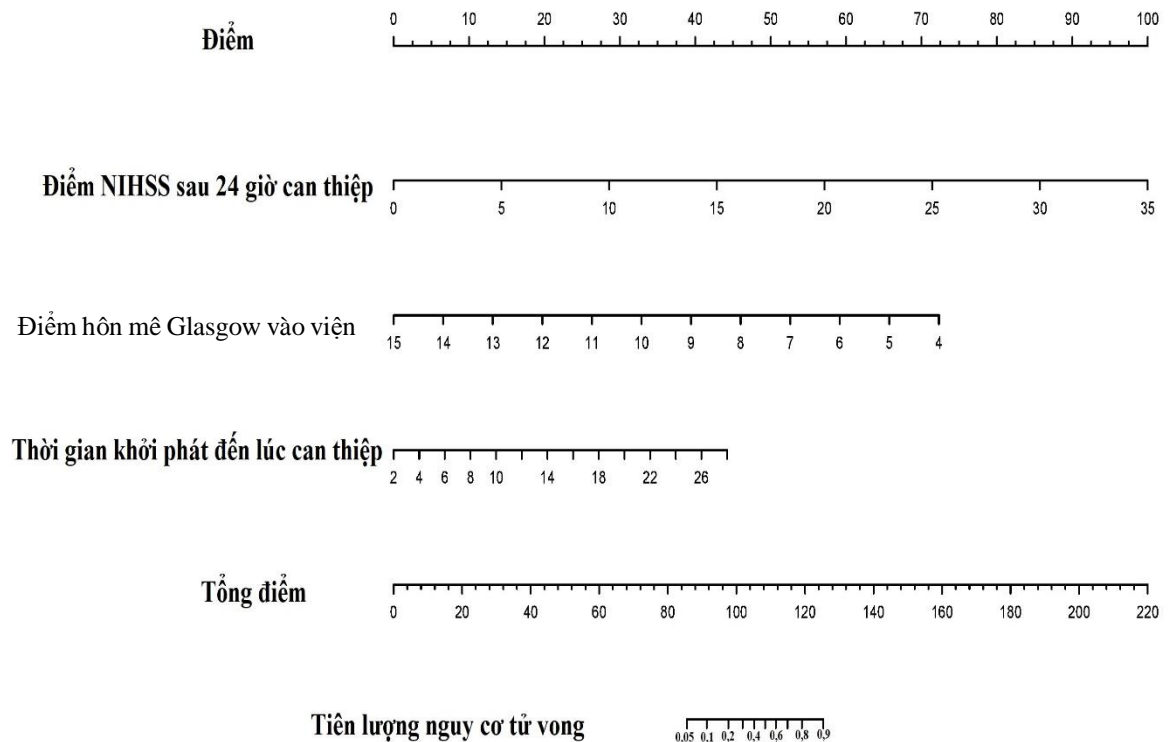 0 10 20 30 40 50 60 70 80 90 100
Điểm
Điểm NIHSS sau 24 giờ can thiệp
0 5 10 15 20 25 30 35
Điểm hôn mê Glasgow vào viện
15 14 13 12 11 10 9 8 7 6 5 4
Thời gian khởi phát đến lúc can thiệp
2 4 6 8 10 14 18 22 26
Tổng điểm
0 20 40 60 80 100 120 140 160 180 200 220
Tiên lượng nguy cơ tử vong
0.05 0.1 0,2 0,4 0,6 0,8 0,9